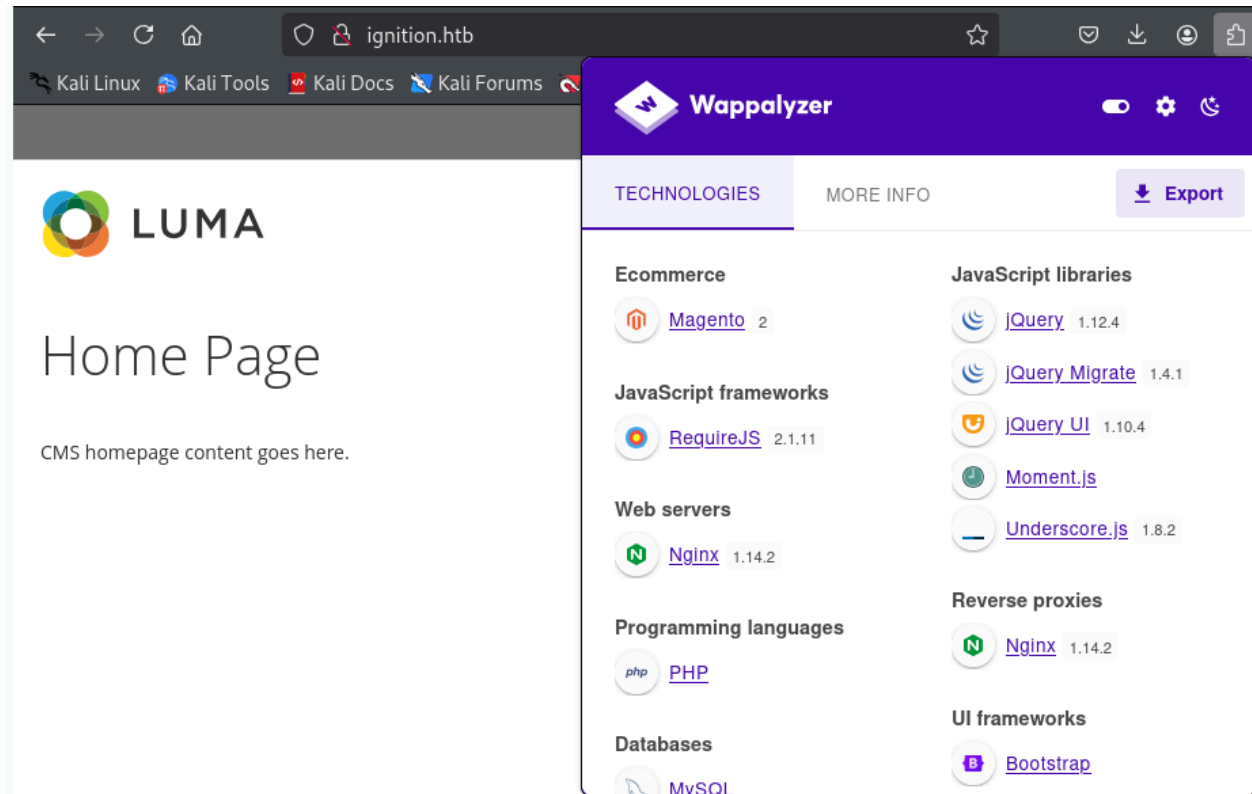 ignition.htb
Kali Linux Kali Tools Kali Docs Kali Forums
LUMA
Home Page
CMS homepage content goes here.
Wappalyzer
TECHNOLOGIES MORE INFO Export
Ecommerce
Magento 2
JavaScript frameworks
RequireJS 2.1.11
Web servers
Nginx 1.14.2
Programming languages
php PHP
Databases
MySQL
JavaScript libraries
jQuery 1.12.4
jQuery Migrate 1.4.1
jQuery UI 1.10.4
Moment.js
Underscore.js 1.8.2
Reverse proxies
Nginx 1.14.2
UI frameworks
Bootstrap